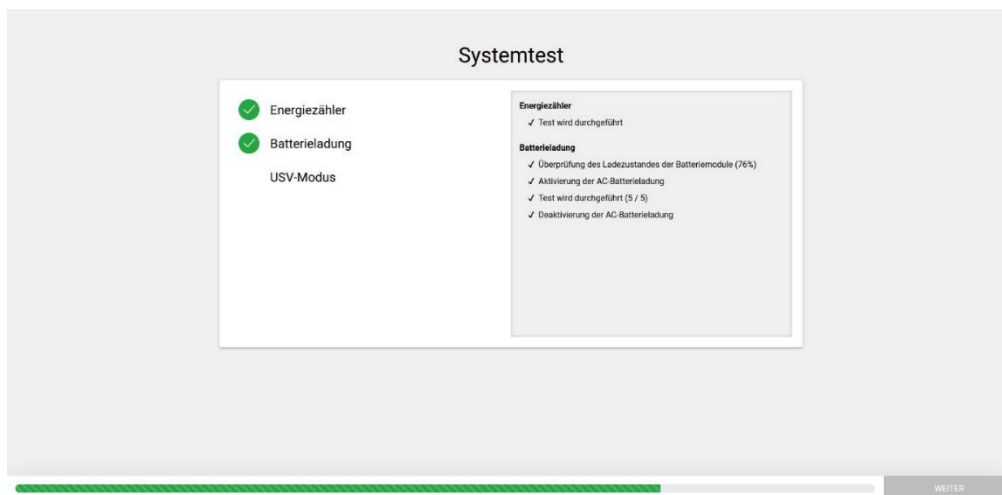 Systemtest
Energiezähler
Batterieladung
USV-Modus
Energiezähler
✓ Test wird durchgeführt
Batterieladung
✓ Überprüfung des Ladezustandes der Batteriemodule (76%)
✓ Aktivierung der AC-Batterieladung
✓ Test wird durchgeführt (5 / 5)
✓ Deaktivierung der AC-Batterieladung
WEITER